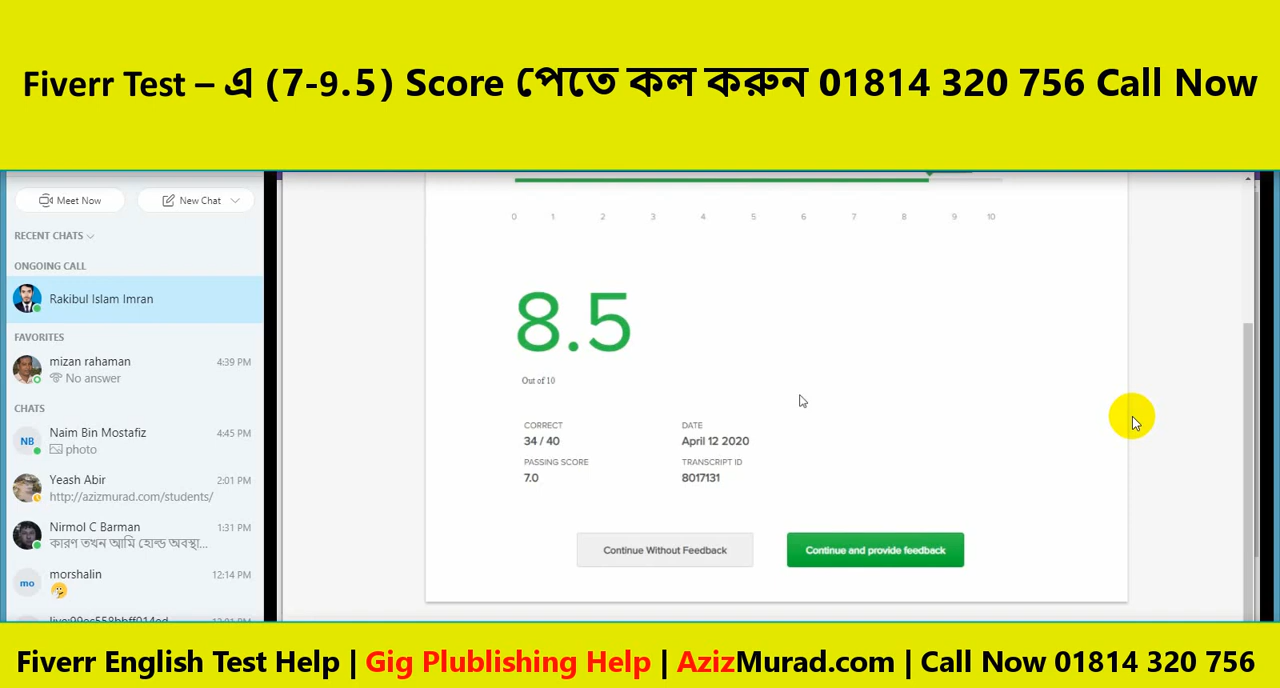 Fiverr Test – এ (7-9.5) Score পেতে কল করুন 01814 320 756 Call Now
Meet Now
New Chat
RECENT CHATS
ONGOING CALL
Rakibul Islam Imran
FAVORITES
mizan rahaman 4:39 PM
No answer
CHATS
NB Naim Bin Mostafiz 4:45 PM
photo
Yeash Abir 2:01 PM
http://azizmurad.com/students/
Nirmol C Barman 1:31 PM
কারণ তখন আমি হোল্ড অবস্থা...
mo morshalin 12:14 PM
0 1 2 3 4 5 6 7 8 9 10
8.5
Out of 10
CORRECT DATE
34 / 40 April 12 2020
PASSING SCORE TRANSCRIPT ID
7.0 8017131
Continue Without Feedback
Continue and provide feedback
Fiverr English Test Help | Gig Plublishing Help | AzizMurad.com | Call Now 01814 320 756